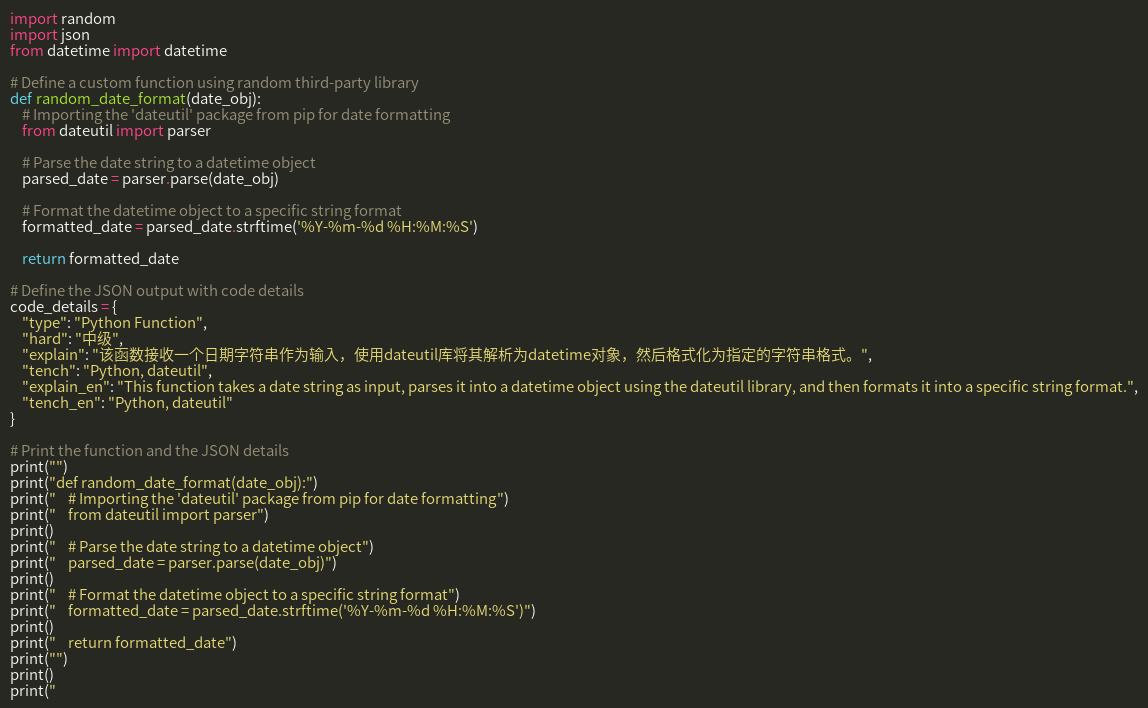 import random
import json
from datetime import datetime

# Define a custom function using random third-party library
def random_date_format(date_obj):
    # Importing the 'dateutil' package from pip for date formatting
    from dateutil import parser

    # Parse the date string to a datetime object
    parsed_date = parser.parse(date_obj)

    # Format the datetime object to a specific string format
    formatted_date = parsed_date.strftime('%Y-%m-%d %H:%M:%S')

    return formatted_date

# Define the JSON output with code details
code_details = {
    "type": "Python Function",
    "hard": "中级",
    "explain": "该函数接收一个日期字符串作为输入，使用dateutil库将其解析为datetime对象，然后格式化为指定的字符串格式。",
    "tench": "Python, dateutil",
    "explain_en": "This function takes a date string as input, parses it into a datetime object using the dateutil library, and then formats it into a specific string format.",
    "tench_en": "Python, dateutil"
}

# Print the function and the JSON details
print("")
print("def random_date_format(date_obj):")
print("    # Importing the 'dateutil' package from pip for date formatting")
print("    from dateutil import parser")
print()
print("    # Parse the date string to a datetime object")
print("    parsed_date = parser.parse(date_obj)")
print()
print("    # Format the datetime object to a specific string format")
print("    formatted_date = parsed_date.strftime('%Y-%m-%d %H:%M:%S')")
print()
print("    return formatted_date")
print("")
print()
print("